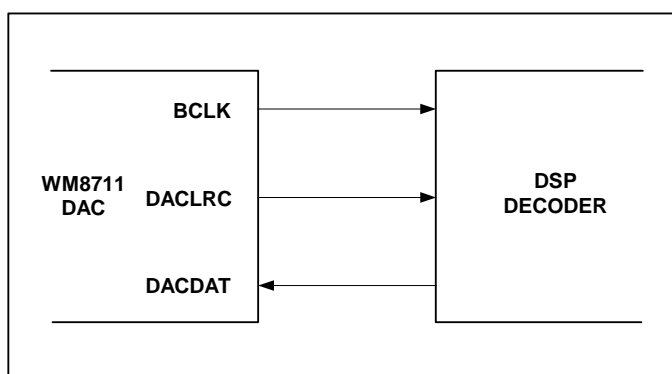 BCLK
WM8711
DAC
DACLRC
DACDAT
DSP
DECODER